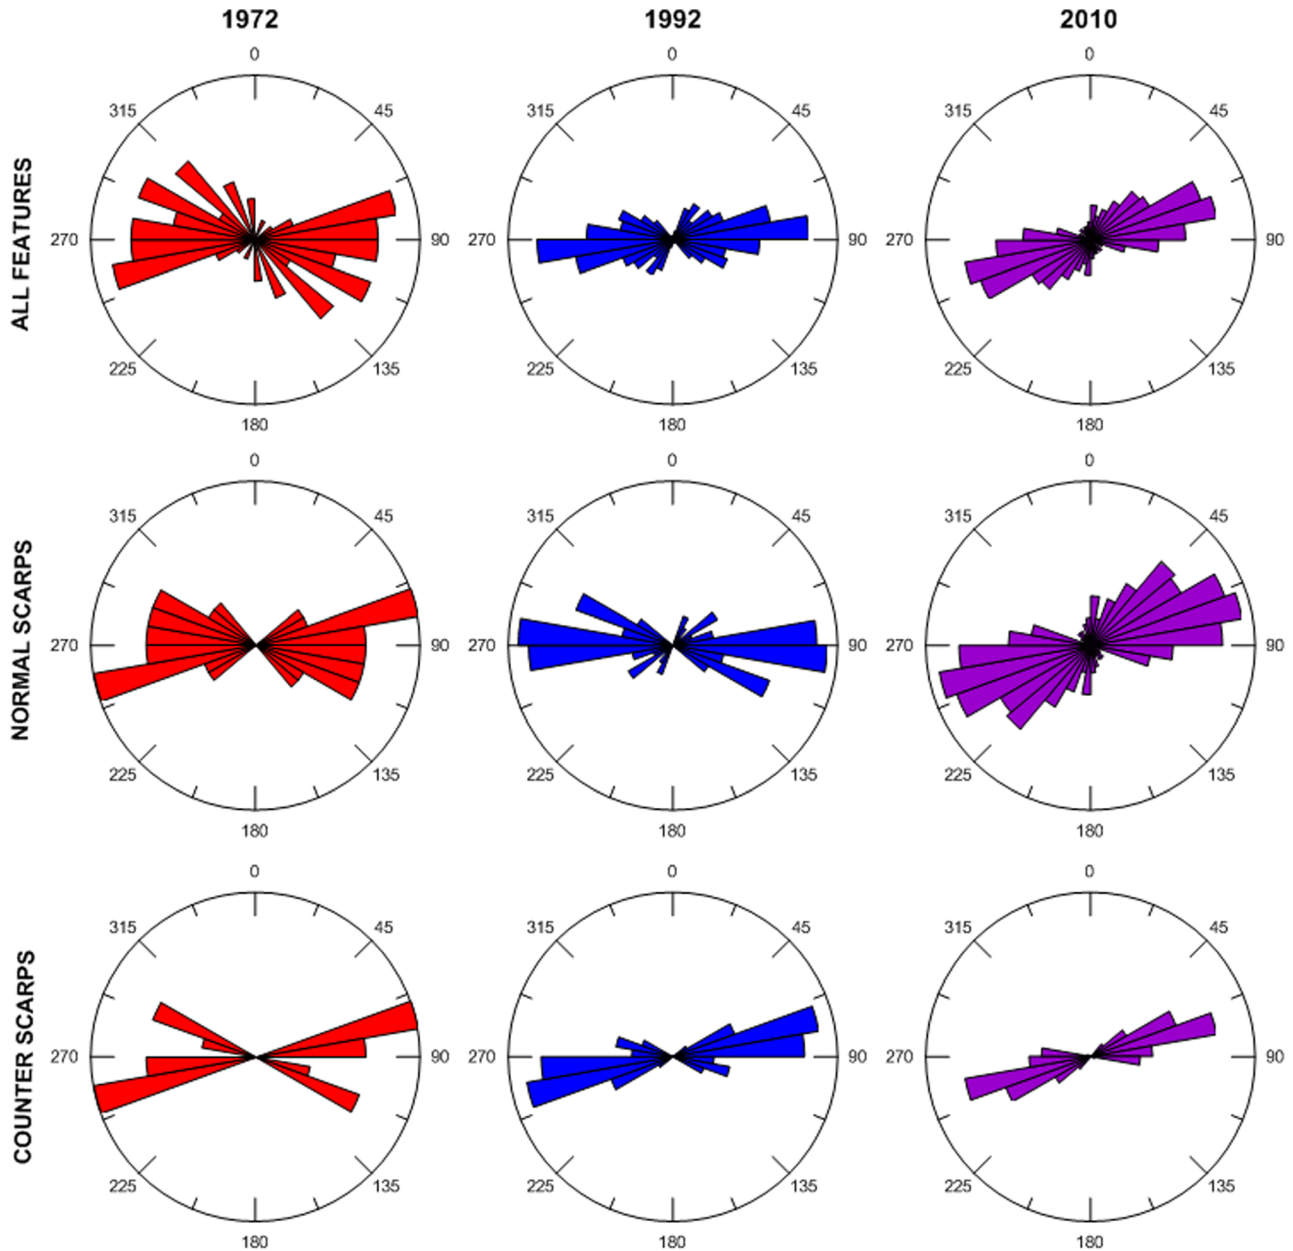 1972 1992 2010
0 0 0
315 45 315 45 315 45
ALL FEATURES
270 90 270 90 270 90
225 135 225 135 225 135
180 180 180
0 0 0
315 45 315 45 315 45
NORMAL SCARPS
270 90 270 90 270 90
225 135 225 135 225 135
180 180 180
0 0 0
315 45 315 45 315 45
COUNTER SCARPS
270 90 270 90 270 90
225 135 225 135 225 135
180 180 180